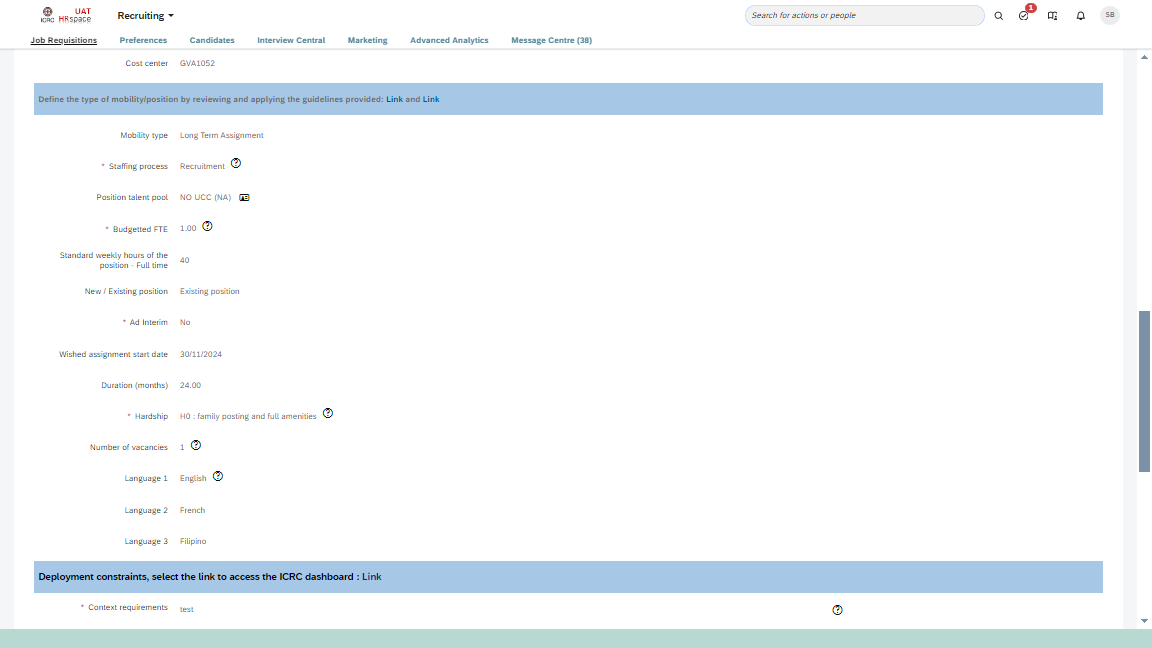 ICRC
UAT
HRspace
Recruiting
Search for actions or people
1
SB
Job Requisitions
Preferences
Candidates
Interview Central
Marketing
Advanced Analytics
Message Centre (38)
Cost center GVA1052
Define the type of mobility/position by reviewing and applying the guidelines provided: Link and Link
Mobility type Long Term Assignment
* Staffing process Recruitment
Position talent pool NO UCC (NA)
* Budgetted FTE 1.00
Standard weekly hours of the
position - Full time 40
New / Existing position Existing position
* Ad Interim No
Wished assignment start date 30/11/2024
Duration (months) 24.00
* Hardship H0 : family posting and full amenities
Number of vacancies 1
Language 1 English
Language 2 French
Language 3 Filipino
Deployment constraints, select the link to access the ICRC dashboard : Link
* Context requirements test